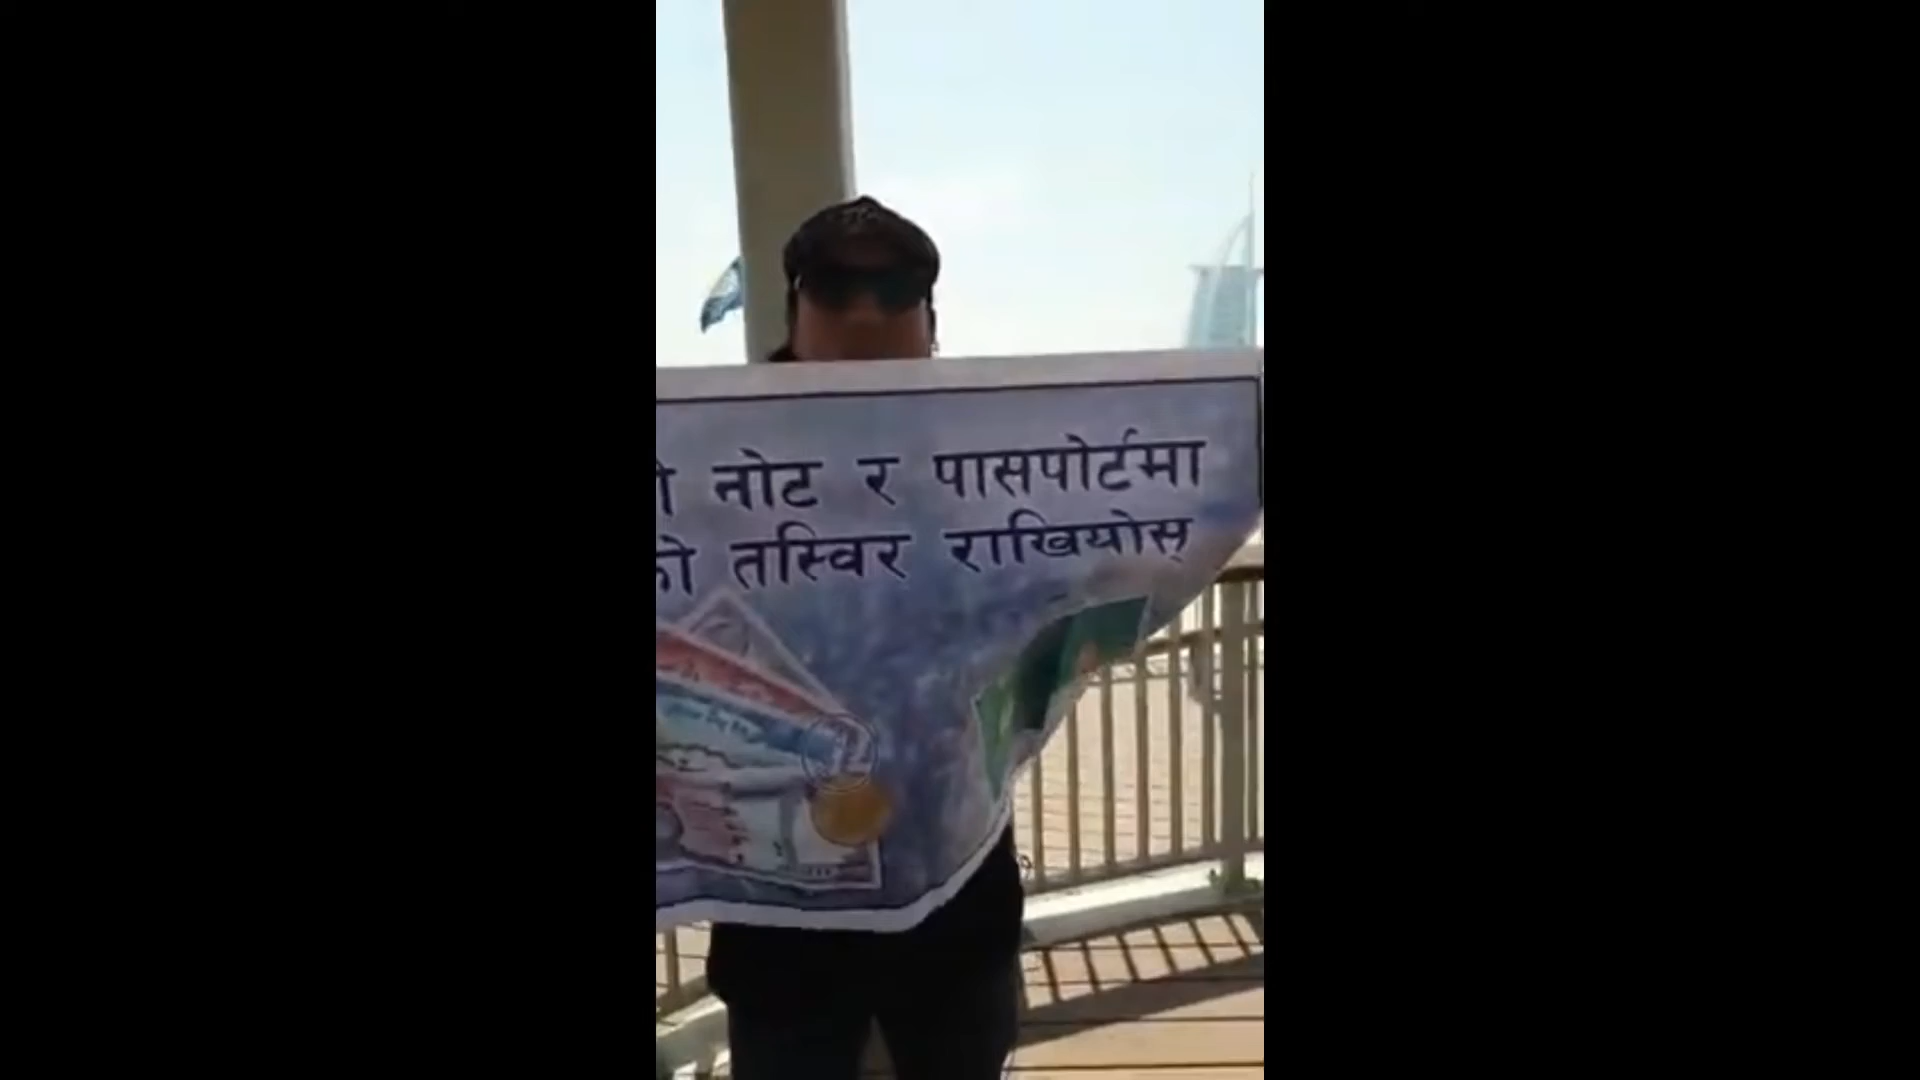 नोट र पासपोर्टमा
को तस्विर राखियोस्